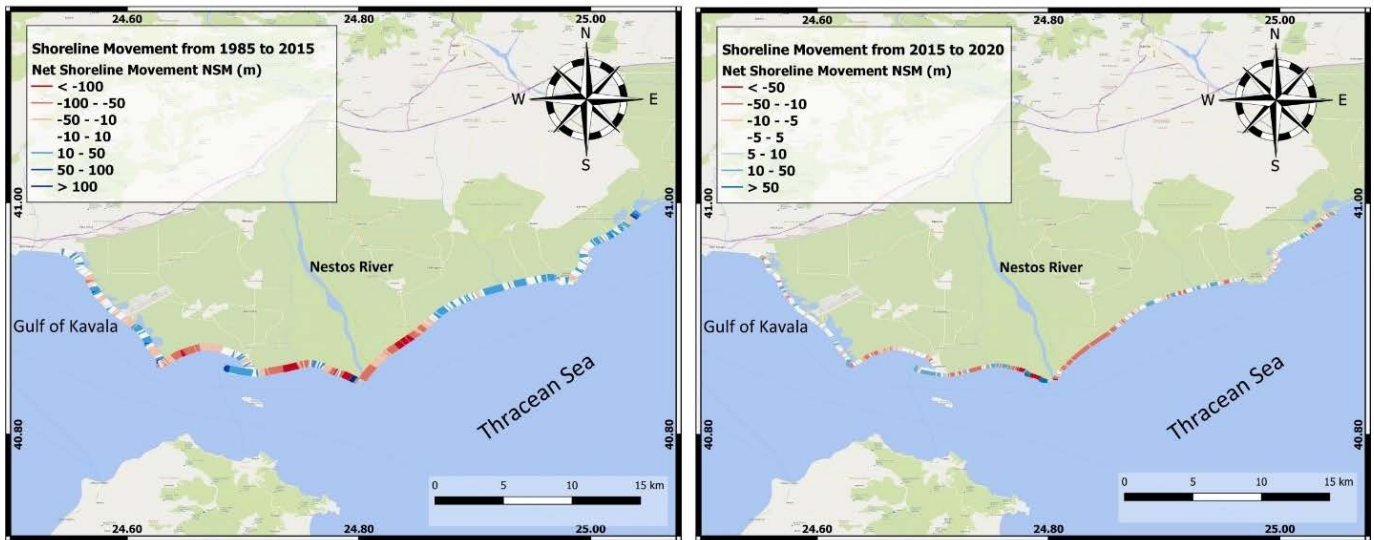 24.60 24.80 25.00
Shoreline Movement from 1985 to 2015
Net Shoreline Movement NSM (m)
< -100
-100 - -50
-50 - -10
-10 - 10
10 - 50
50 - 100
> 100
N
W E
S
41.00 41.00
Nestos River
Gulf of Kavala
Thracean Sea
40.80 40.80
0 5 10 15 km
24.60 24.80 25.00
24.60 24.80 25.00
Shoreline Movement from 2015 to 2020
Net Shoreline Movement NSM (m)
< -50
-50 - -10
-10 - -5
-5 - 5
5 - 10
10 - 50
> 50
N
W E
S
41.00 41.00
Nestos River
Gulf of Kavala
Thracean Sea
40.80 40.80
0 5 10 15 km
24.60 24.80 25.00